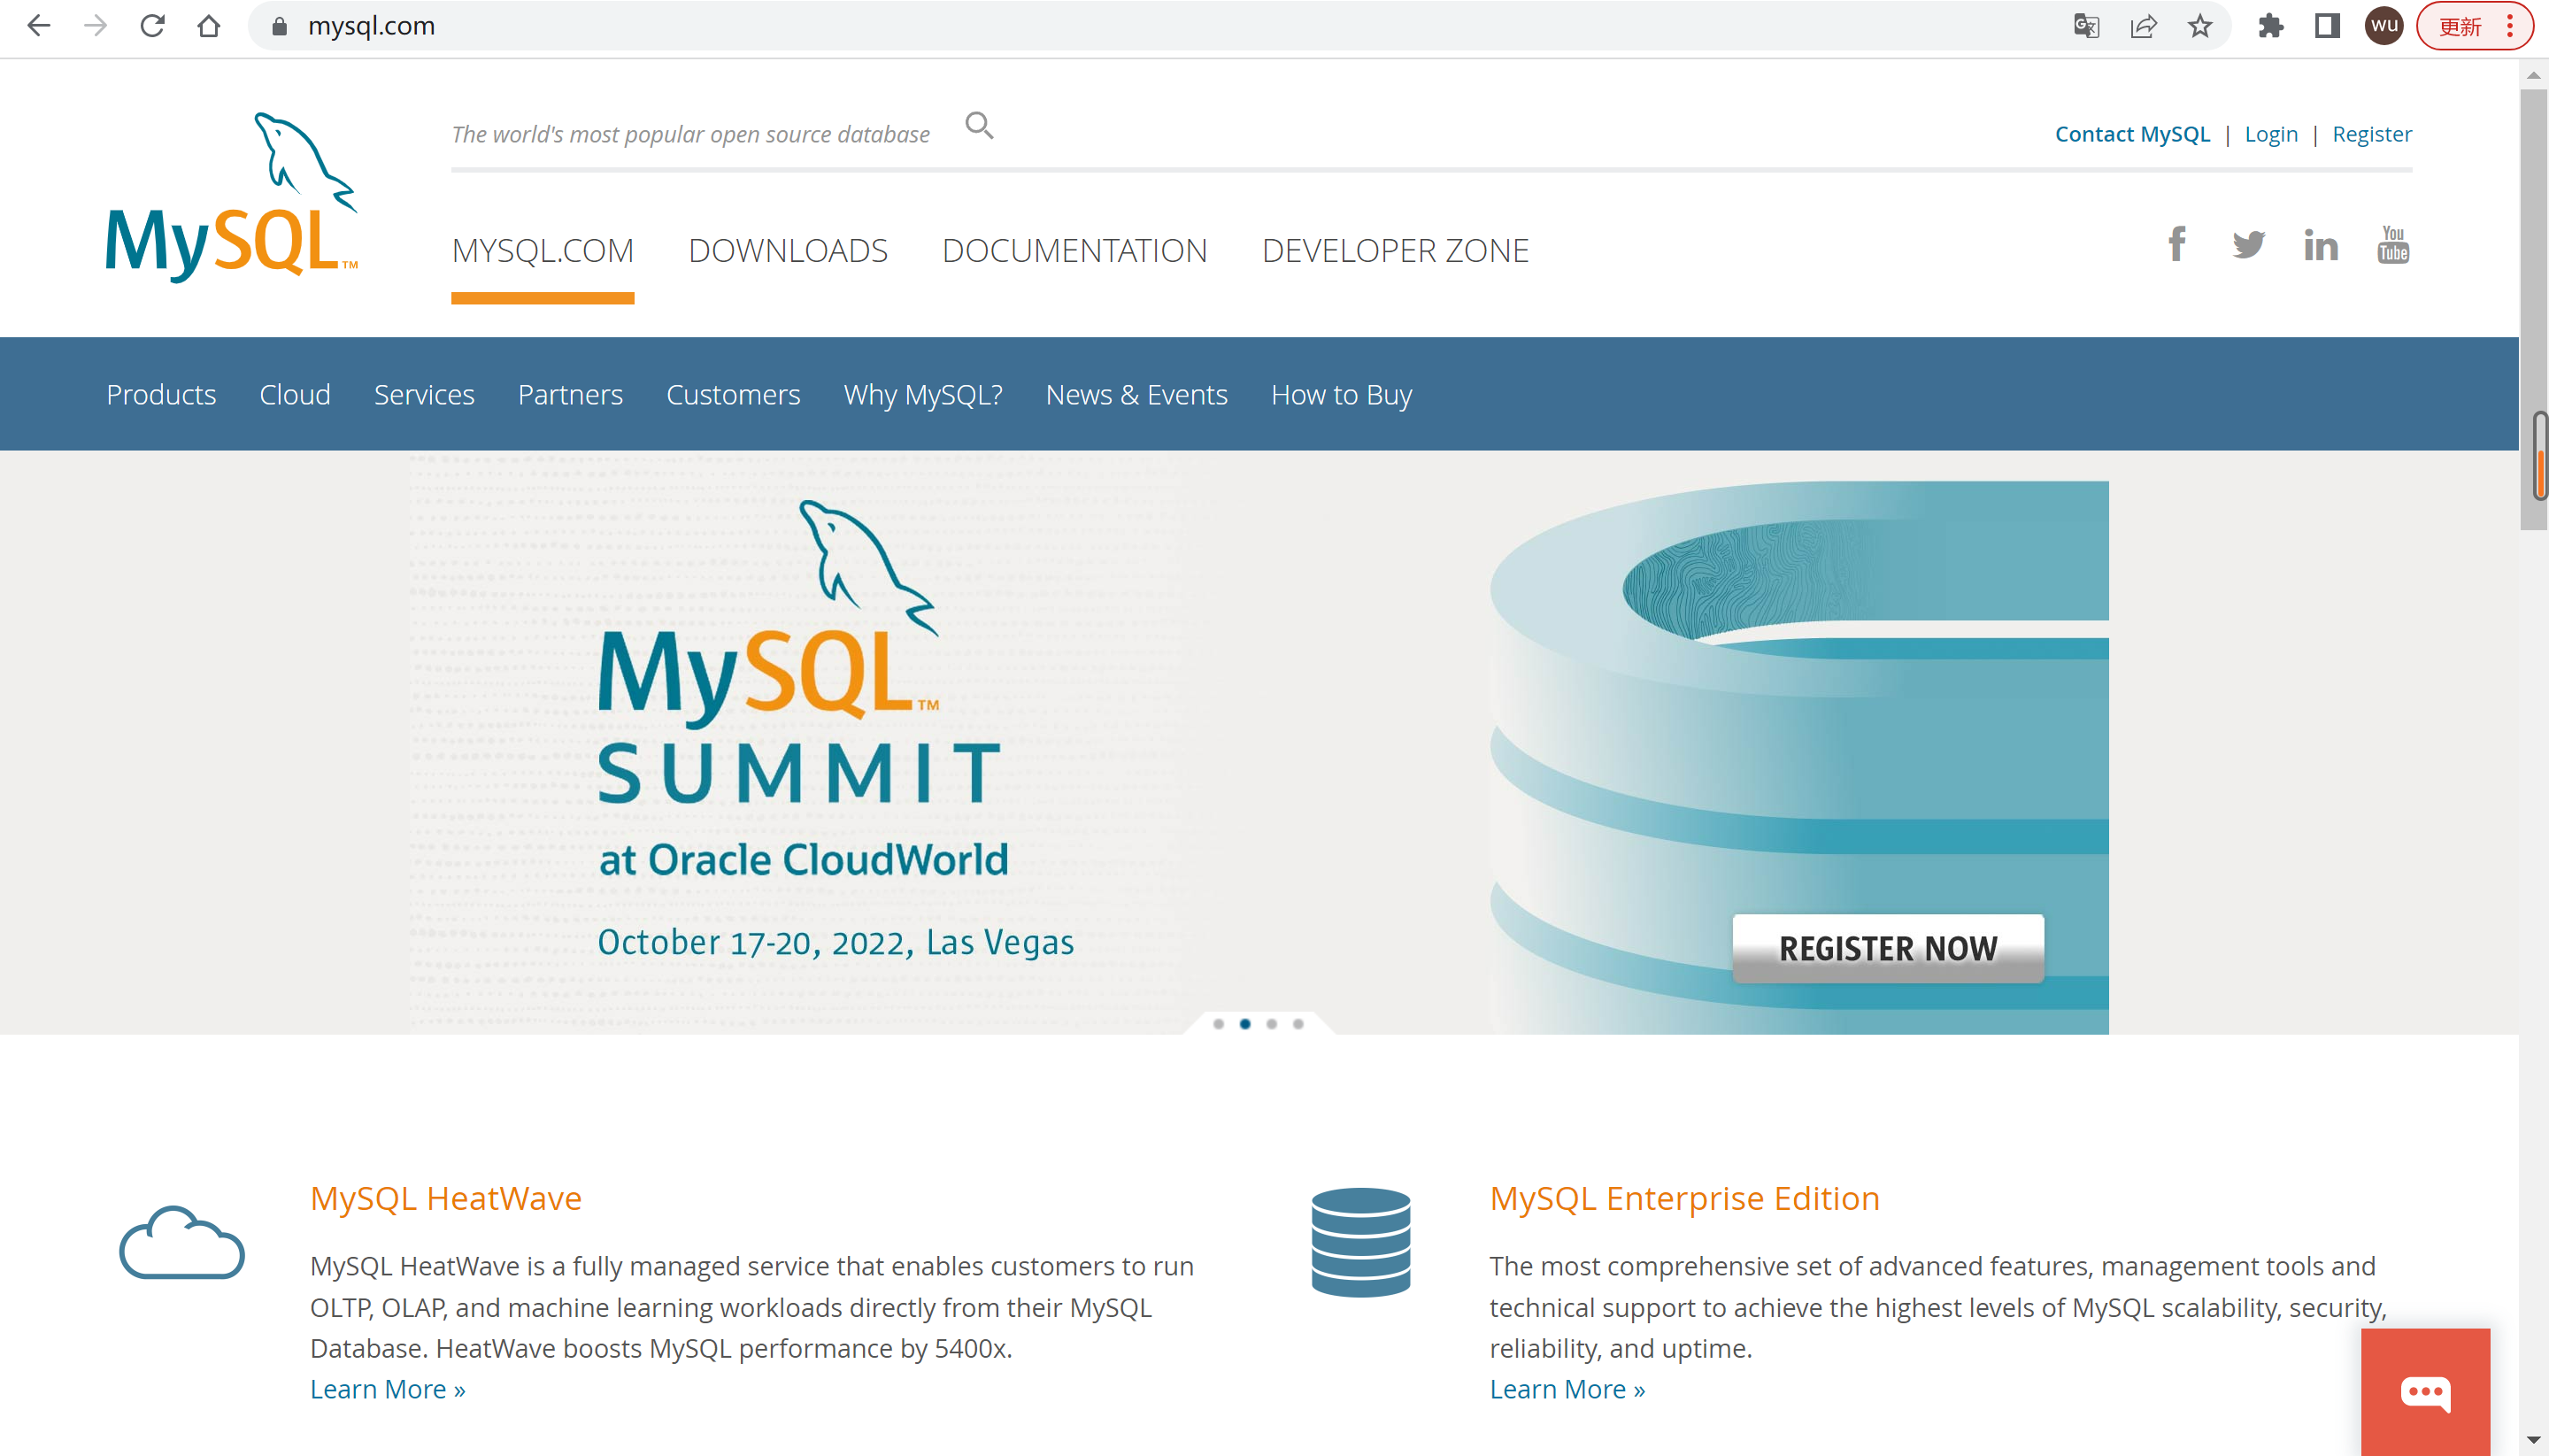 mysql.com
wu
更新
The world's most popular open source database
Contact MySQL | Login | Register
MySQL™
MYSQL.COM DOWNLOADS DOCUMENTATION DEVELOPER ZONE
f in You Tube
Products Cloud Services Partners Customers Why MySQL? News & Events How to Buy
MySQL™
SUMMIT
at Oracle CloudWorld
October 17-20, 2022, Las Vegas
REGISTER NOW
MySQL HeatWave
MySQL HeatWave is a fully managed service that enables customers to run
OLTP, OLAP, and machine learning workloads directly from their MySQL
Database. HeatWave boosts MySQL performance by 5400x.
Learn More »
MySQL Enterprise Edition
The most comprehensive set of advanced features, management tools and
technical support to achieve the highest levels of MySQL scalability, security,
reliability, and uptime.
Learn More »